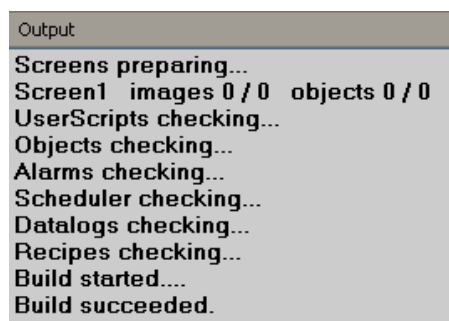 Output
Screens preparing...
Screen1 images 0 / 0 objects 0 / 0
UserScripts checking...
Objects checking...
Alarms checking...
Scheduler checking...
Datalogs checking...
Recipes checking...
Build started....
Build succeeded.